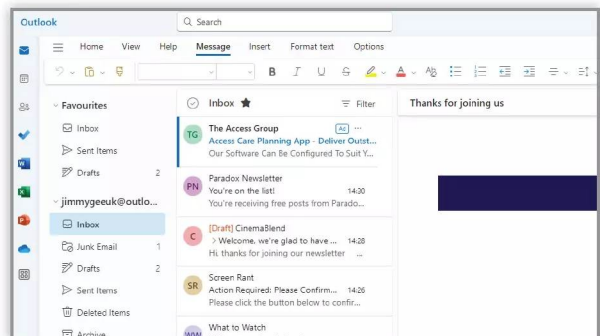 Outlook
Search
Home View Help Message Insert Format text Options
B I U S A Ab
Favourites
Inbox
Sent Items
Drafts 2
jimmygeeuk@outlo...
Inbox
Junk Email 1
Drafts 2
Sent Items
Deleted Items
Archive
Inbox Filter
TG The Access Group Ad ...
Access Care Planning App - Deliver Outst...
Our Software Can Be Configured To Suit Y...
PN Paradox Newsletter
You're on the list! 14:30
You're receiving free posts from Parado...
C [Draft] CinemaBlend
> Welcome, we're glad to have ... 14:28
Hi, thanks for joining our newsletter ...
SR Screen Rant
Action Required: Please Confirm... 14:26
Please click the button below to confir...
WW What to Watch
Thanks for joining us